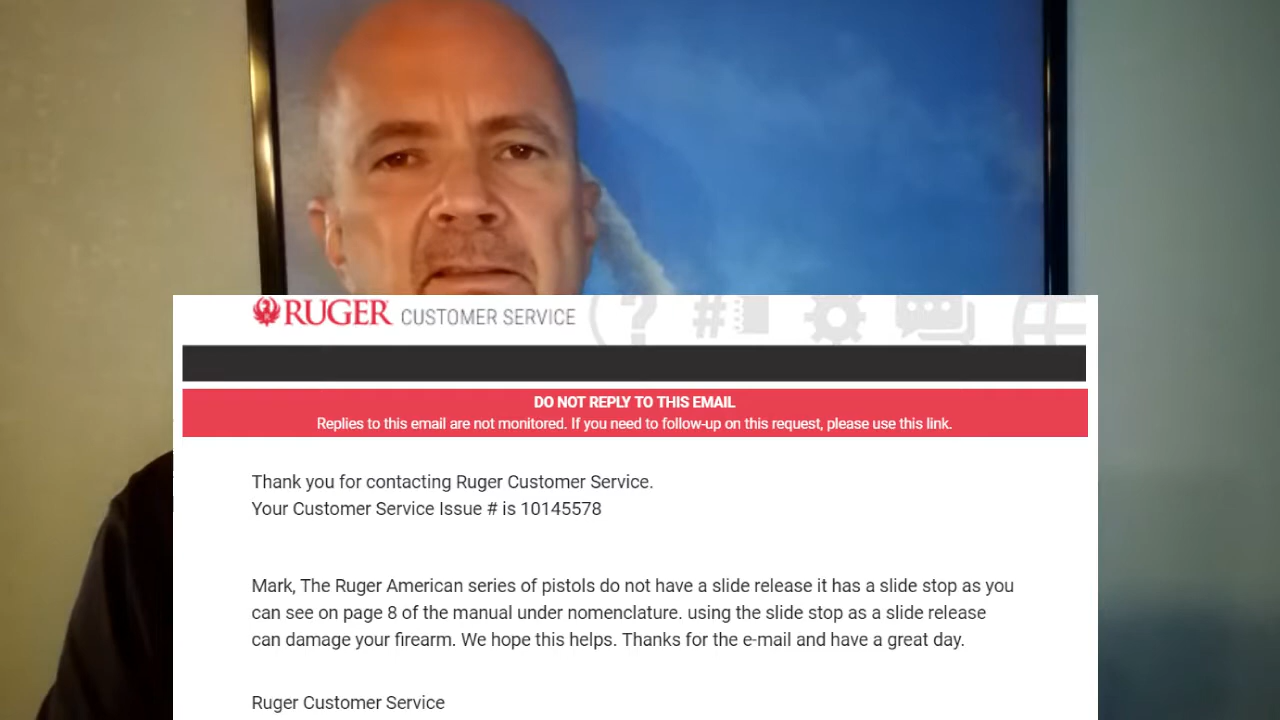 RUGER CUSTOMER SERVICE
DO NOT REPLY TO THIS EMAIL
Replies to this email are not monitored. If you need to follow-up on this request, please use this link.
Thank you for contacting Ruger Customer Service.
Your Customer Service Issue # is 10145578
Mark, The Ruger American series of pistols do not have a slide release it has a slide stop as you
can see on page 8 of the manual under nomenclature. using the slide stop as a slide release
can damage your firearm. We hope this helps. Thanks for the e-mail and have a great day.
Ruger Customer Service